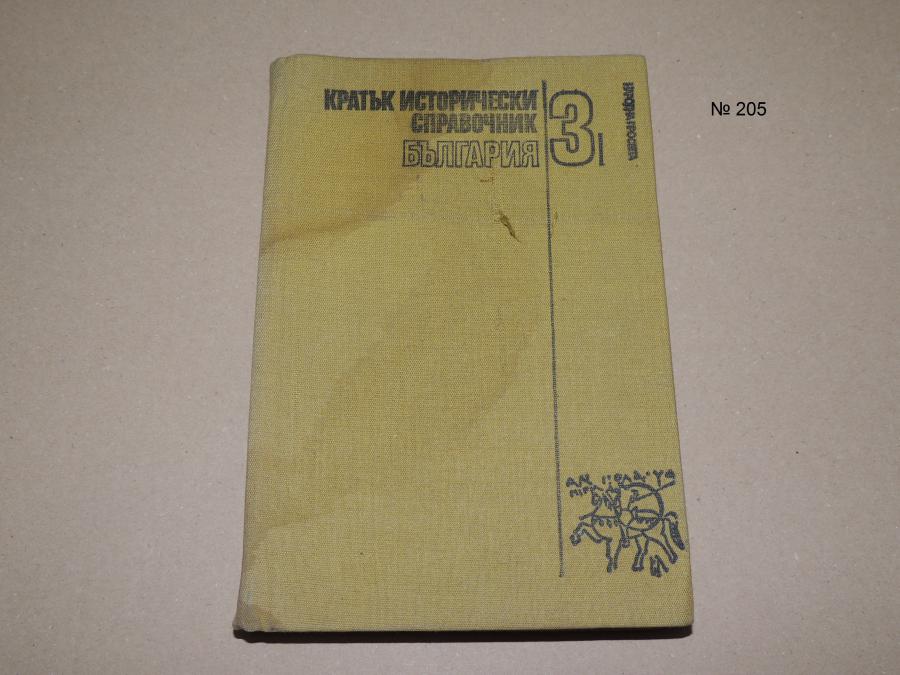 КРАТЪК ИСТОРИЧЕСКИ
СПРАВОЧНИК
БЪЛГАРИЯ
3
НАРОДНА ПРОСВЕТА
№ 205